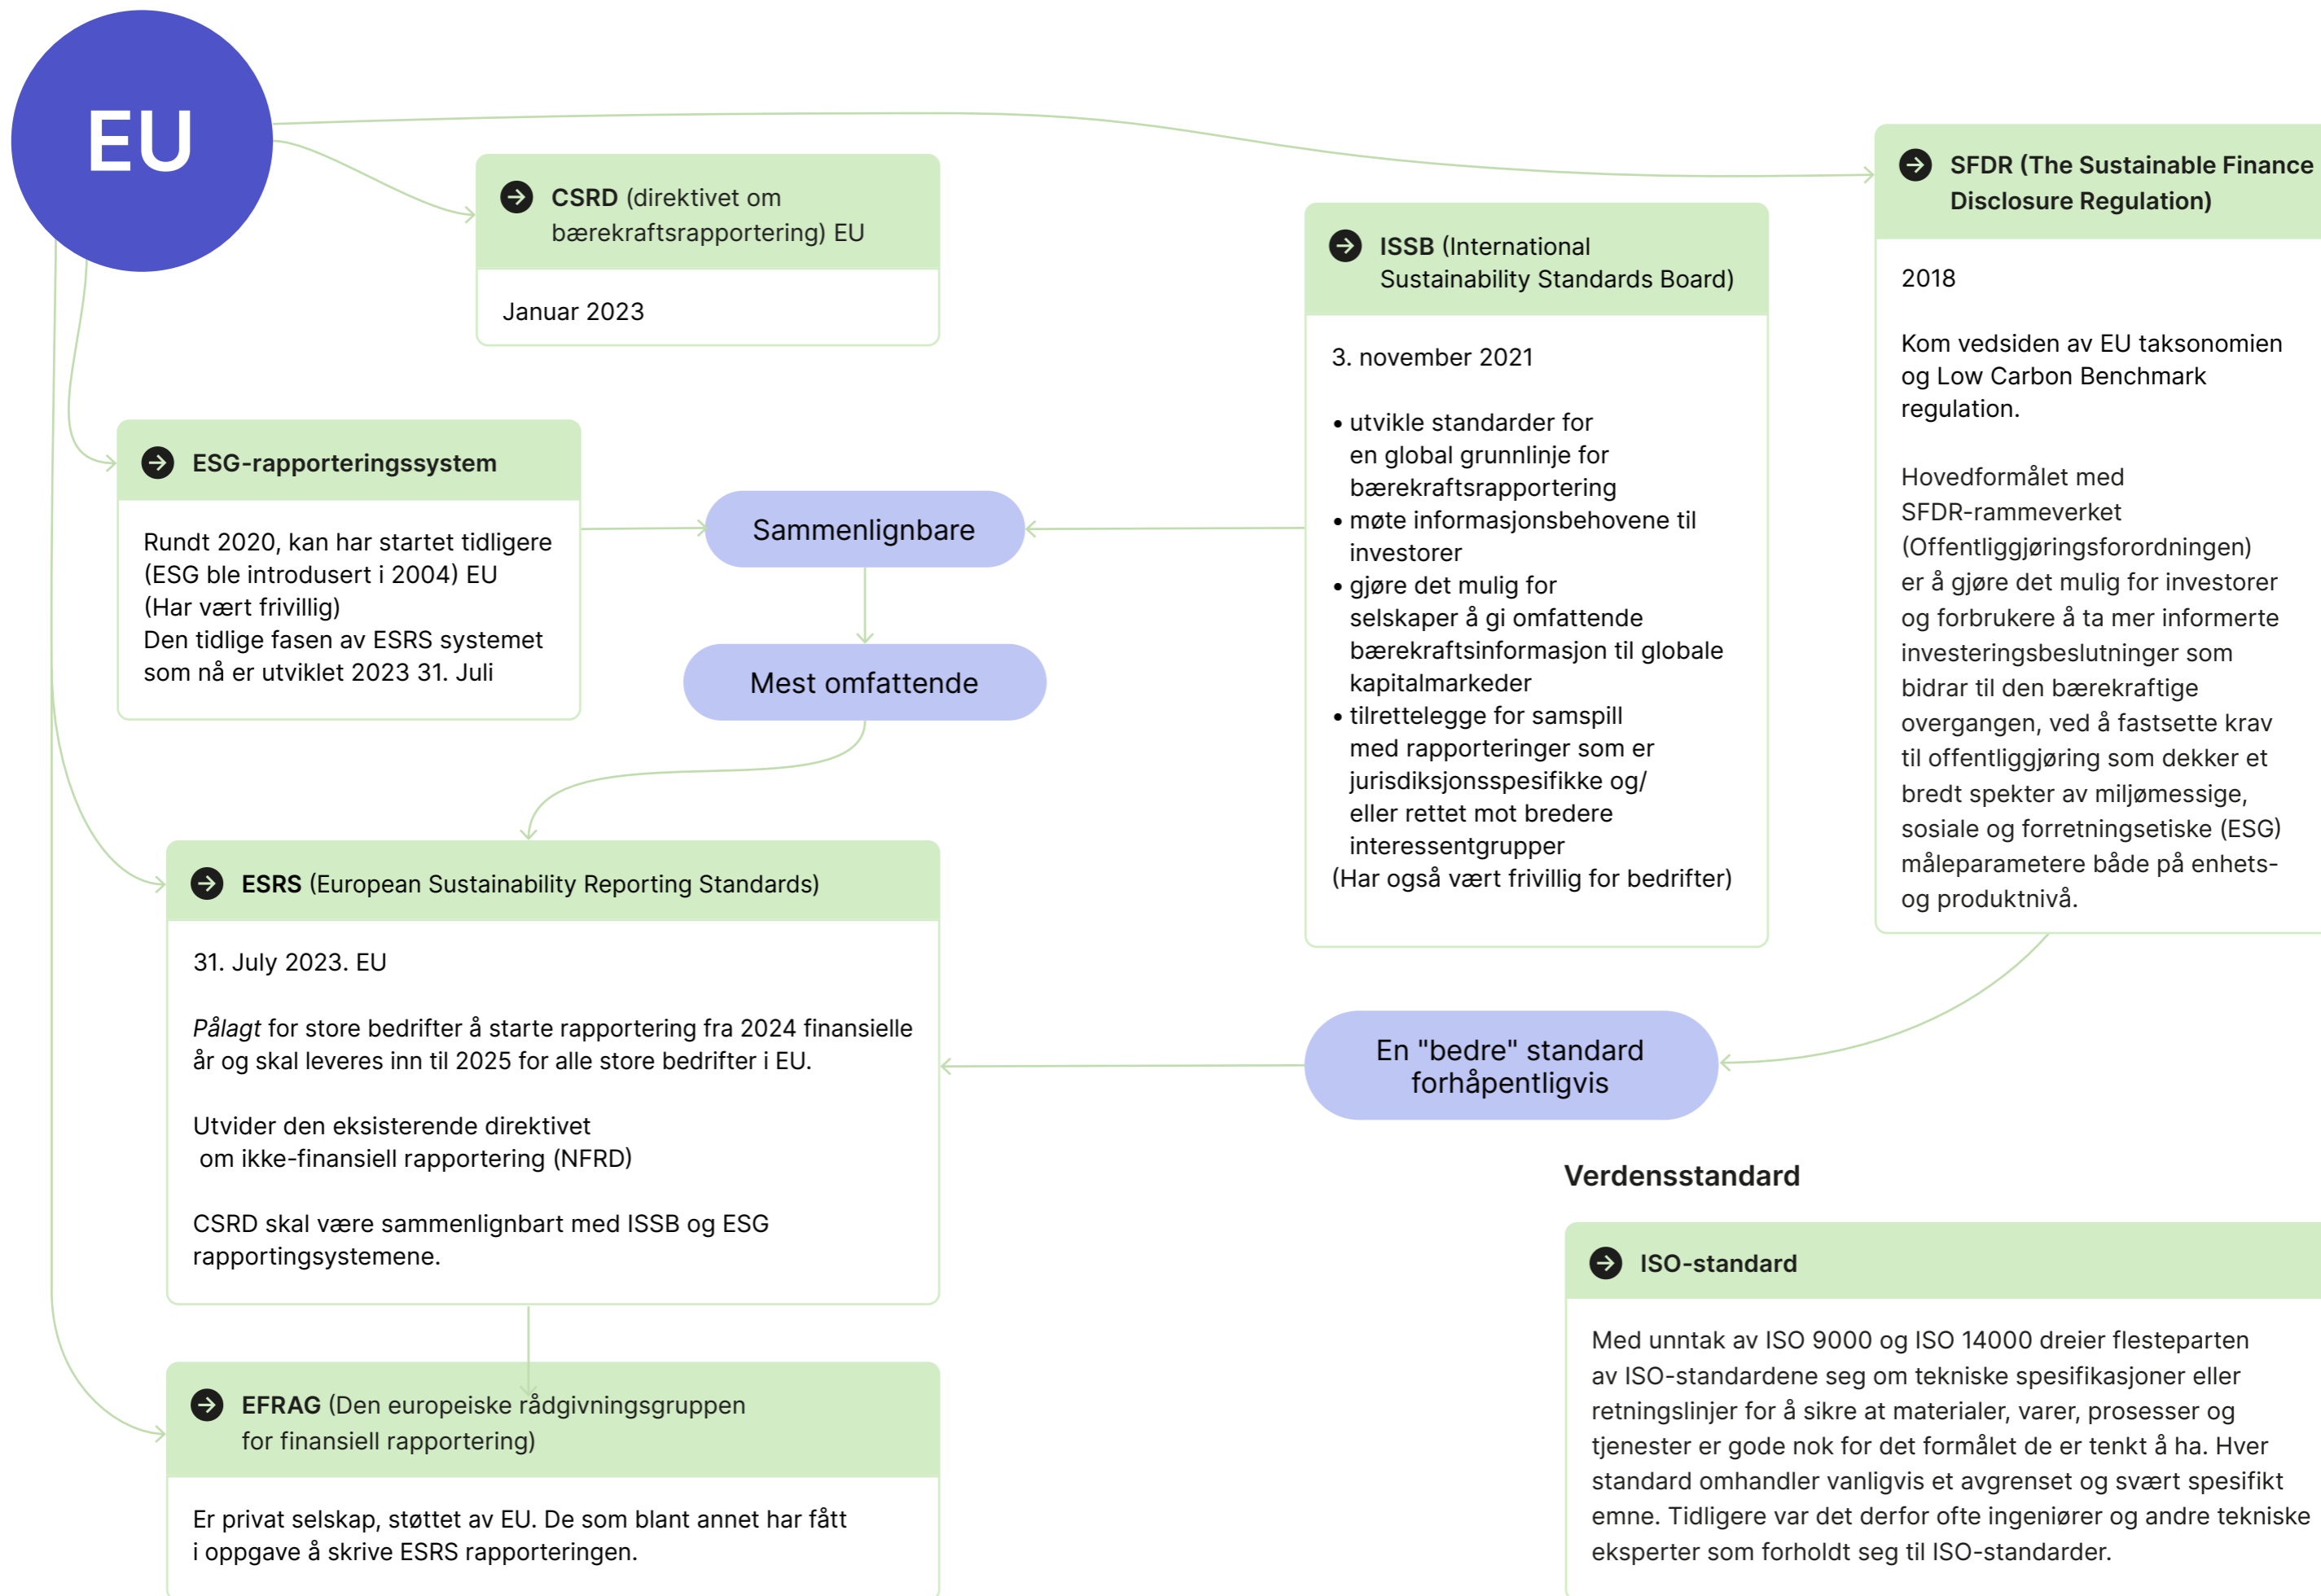 EU
CSRD (direktivet om
bærekraftsrapportering) EU
Januar 2023
ESG-rapporteringssystem
Rundt 2020, kan har startet tidligere
(ESG ble introdusert i 2004) EU
(Har vært frivillig)
Den tidlige fasen av ESRS systemet
som nå er utviklet 2023 31. Juli
Sammenlignbare
Mest omfattende
ISSB (International
Sustainability Standards Board)
3. november 2021
• utvikle standarder for
en global grunnlinje for
bærekraftsrapportering
• møte informasjonsbehovene til
investorer
• gjøre det mulig for
selskaper å gi omfattende
bærekraftsinformasjon til globale
kapitalmarkeder
• tilrettelegge for samspill
med rapporteringer som er
jurisdiksjonsspesifikke og/
eller rettet mot bredere
interessentgrupper
(Har også vært frivillig for bedrifter)
SFDR (The Sustainable Finance
Disclosure Regulation)
2018
Kom vedsiden av EU taksonomien
og Low Carbon Benchmark
regulation.
Hovedformålet med
SFDR-rammeverket
(Offentliggjøringsforordningen)
er å gjøre det mulig for investorer
og forbrukere å ta mer informerte
investeringsbeslutninger som
bidrar til den bærekraftige
overgangen, ved å fastsette krav
til offentliggjøring som dekker et
bredt spekter av miljømessige,
sosiale og forretningsetiske (ESG)
måleparametere både på enhets-
og produktnivå.
ESRS (European Sustainability Reporting Standards)
31. July 2023. EU
Pålagt for store bedrifter å starte rapportering fra 2024 finansielle
år og skal leveres inn til 2025 for alle store bedrifter i EU.
Utvider den eksisterende direktivet
om ikke-finansiell rapportering (NFRD)
CSRD skal være sammenlignbart med ISSB og ESG
rapportingsystemene.
En "bedre" standard
forhåpentligvis
EFRAG (Den europeiske rådgivningsgruppen
for finansiell rapportering)
Er privat selskap, støttet av EU. De som blant annet har fått
i oppgave å skrive ESRS rapporteringen.
Verdensstandard
ISO-standard
Med unntak av ISO 9000 og ISO 14000 dreier flesteparten
av ISO-standardene seg om tekniske spesifikasjoner eller
retningslinjer for å sikre at materialer, varer, prosesser og
tjenester er gode nok for det formålet de er tenkt å ha. Hver
standard omhandler vanligvis et avgrenset og svært spesifikt
emne. Tidligere var det derfor ofte ingeniører og andre tekniske
eksperter som forholdt seg til ISO-standarder.